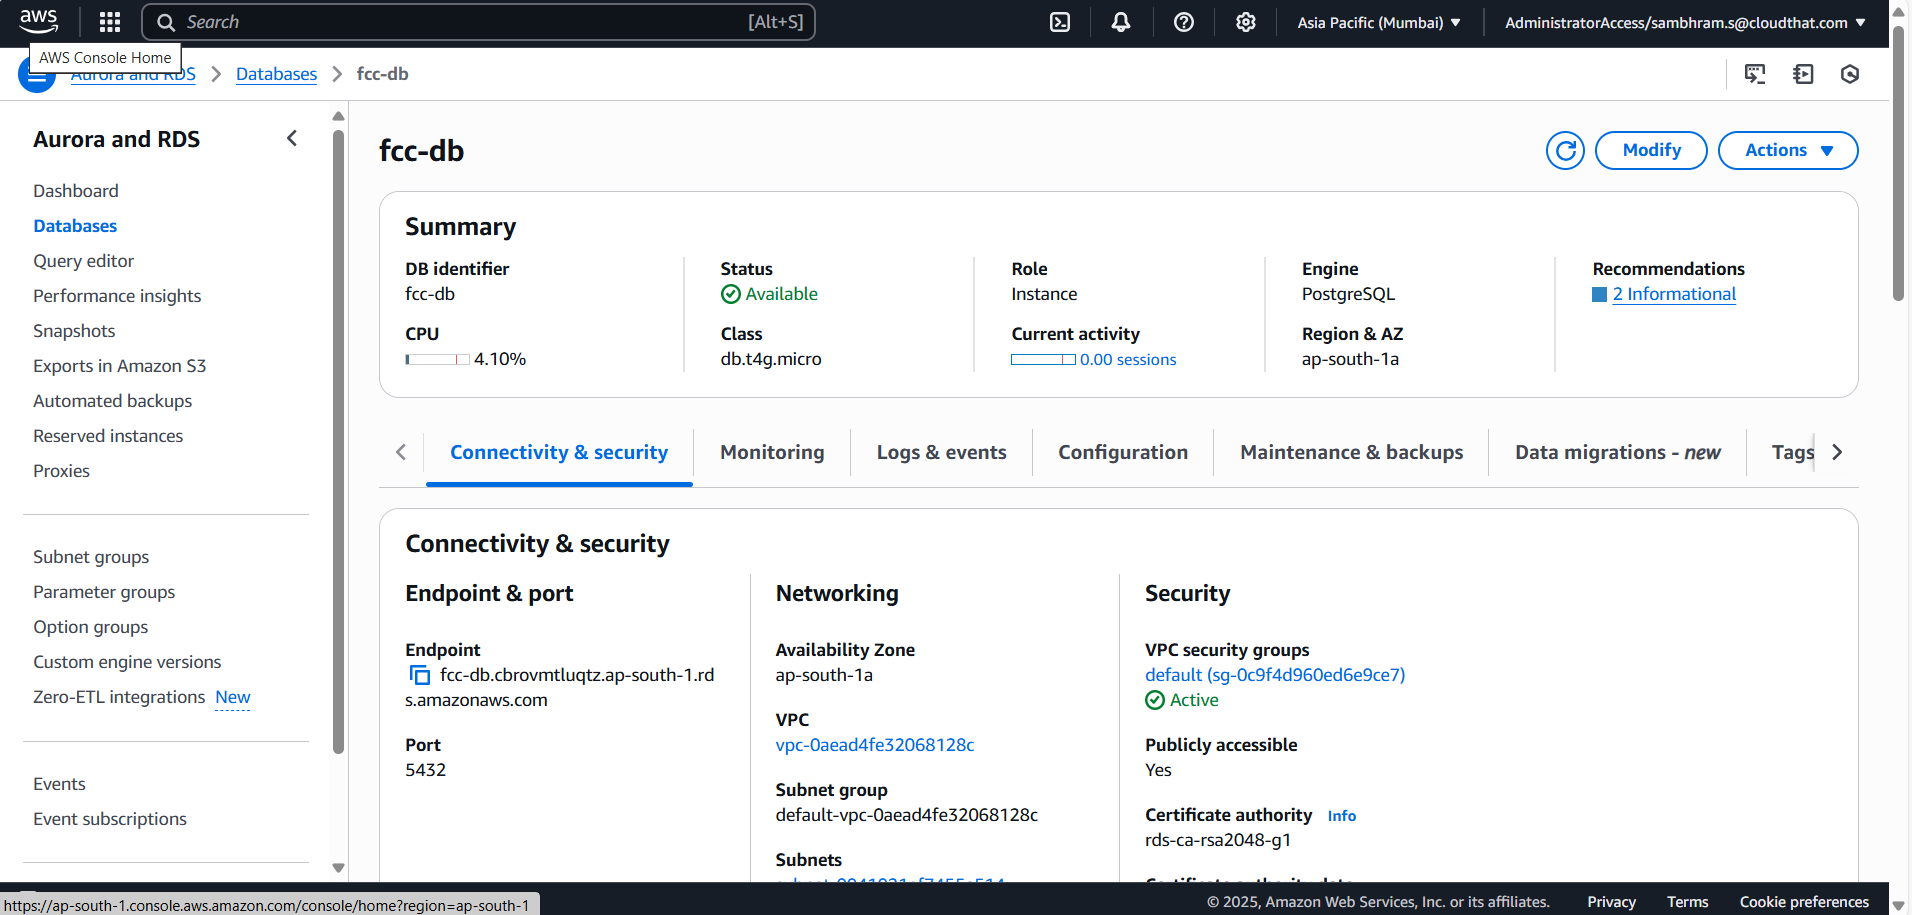 aws
Search
[Alt+S]
Asia Pacific (Mumbai)
AdministratorAccess/sambhram.s@cloudthat.com
AWS Console Home
Aurora and RDS
Databases
fcc-db
Aurora and RDS
Dashboard
Databases
Query editor
Performance insights
Snapshots
Exports in Amazon S3
Automated backups
Reserved instances
Proxies
Subnet groups
Parameter groups
Option groups
Custom engine versions
Zero-ETL integrations New
Events
Event subscriptions
fcc-db
Modify
Actions
Summary
DB identifier
fcc-db
Status
Available
Role
Instance
Engine
PostgreSQL
Recommendations
2 Informational
CPU
4.10%
Class
db.t4g.micro
Current activity
0.00 sessions
Region & AZ
ap-south-1a
Connectivity & security
Monitoring
Logs & events
Configuration
Maintenance & backups
Data migrations - new
Tags
Connectivity & security
Endpoint & port
Endpoint
fcc-db.cbrovmtluqtz.ap-south-1.rd
s.amazonaws.com
Port
5432
Networking
Availability Zone
ap-south-1a
VPC
vpc-0aead4fe32068128c
Subnet group
default-vpc-0aead4fe32068128c
Subnets
Security
VPC security groups
default (sg-0c9f4d960ed6e9ce7)
Active
Publicly accessible
Yes
Certificate authority Info
rds-ca-rsa2048-g1
https://ap-south-1.console.aws.amazon.com/console/home?region=ap-south-1
© 2025, Amazon Web Services, Inc. or its affiliates.
Privacy
Terms
Cookie preferences